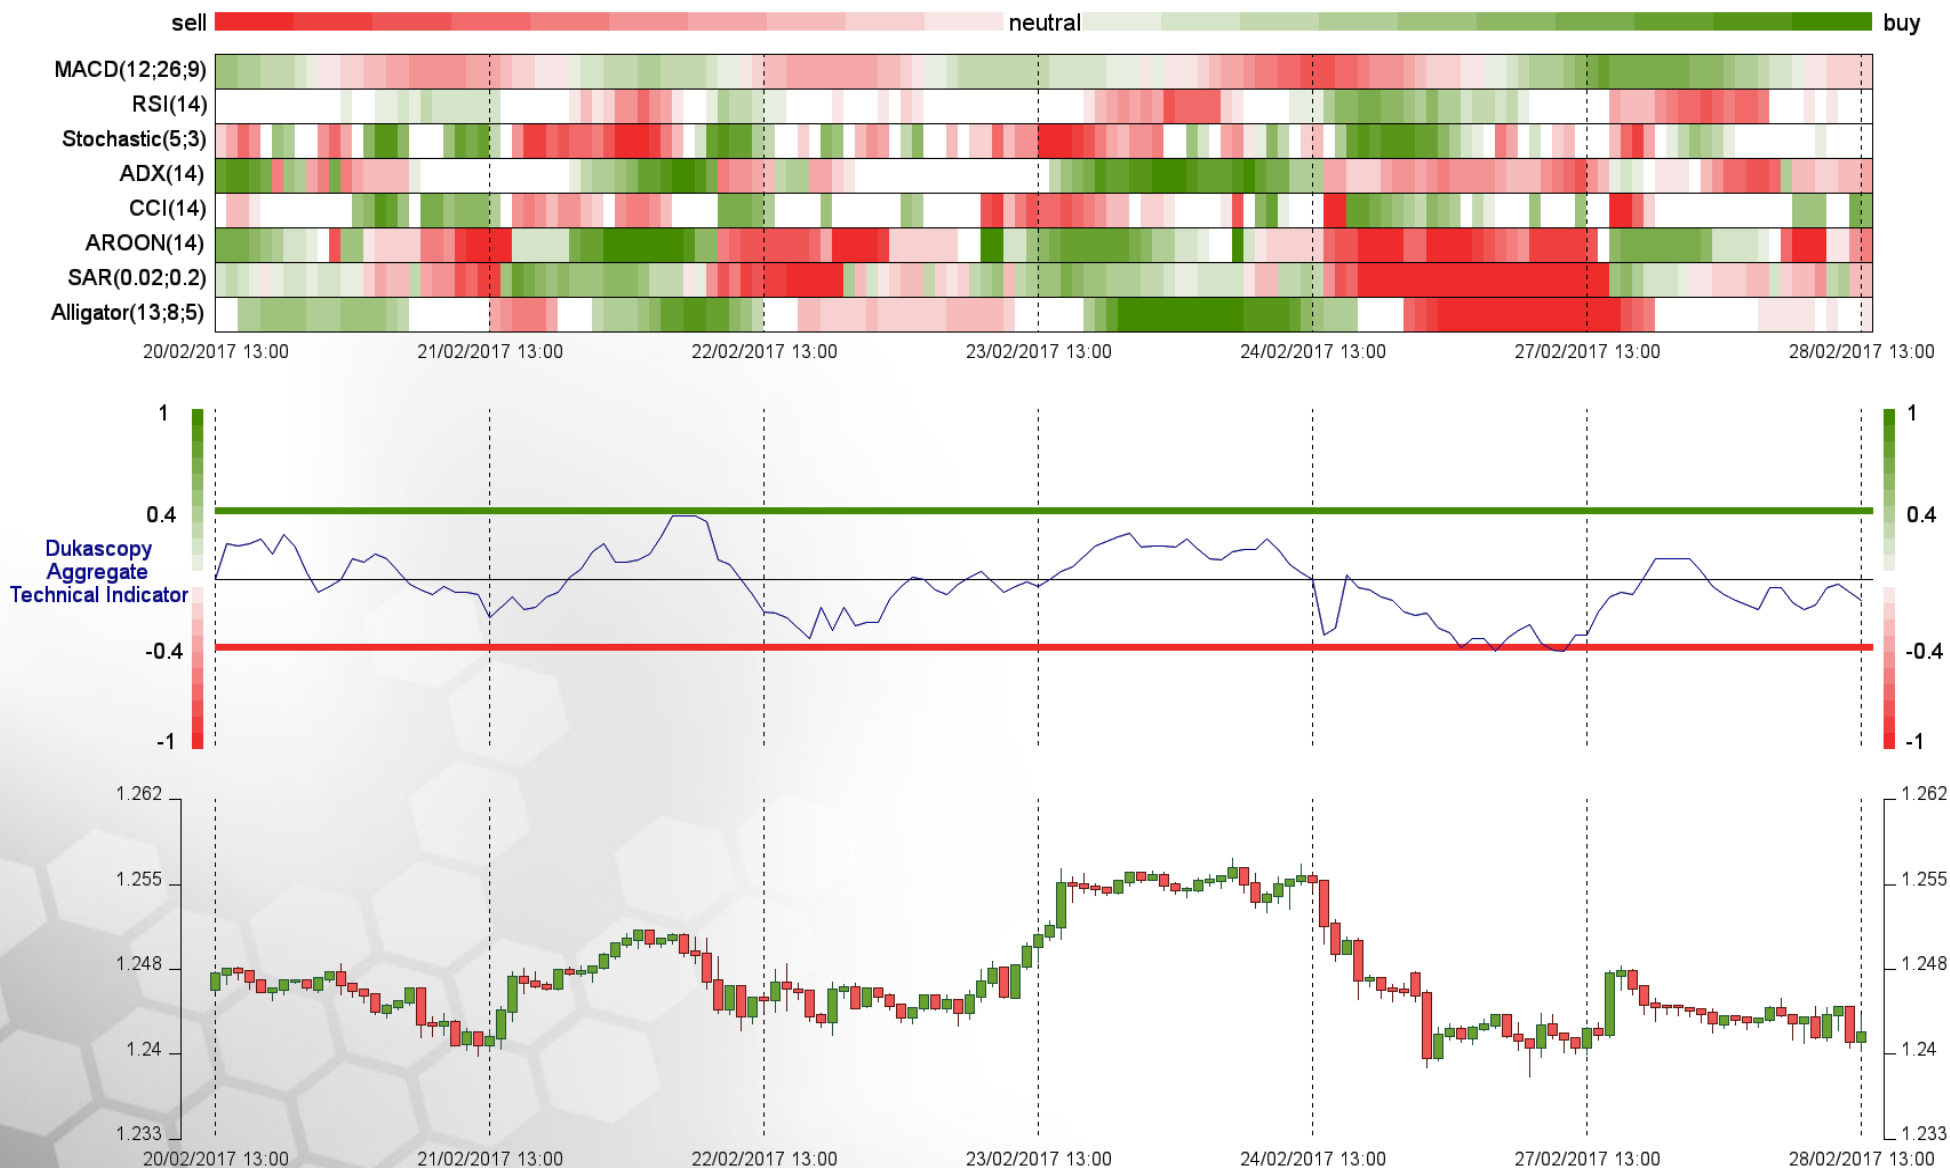 sell neutral buy
MACD(12;26;9)
RSI(14)
Stochastic(5;3)
ADX(14)
CCI(14)
AROON(14)
SAR(0.02;0.2)
Alligator(13;8;5)
20/02/2017 13:00 21/02/2017 13:00 22/02/2017 13:00 23/02/2017 13:00 24/02/2017 13:00 27/02/2017 13:00 28/02/2017 13:00
1 1
0.4 0.4
Dukascopy
Aggregate
Technical Indicator
-0.4 -0.4
-1 -1
1.262 1.262
1.255 1.255
1.248 1.248
1.24 1.24
1.233 1.233
20/02/2017 13:00 21/02/2017 13:00 22/02/2017 13:00 23/02/2017 13:00 24/02/2017 13:00 27/02/2017 13:00 28/02/2017 13:00